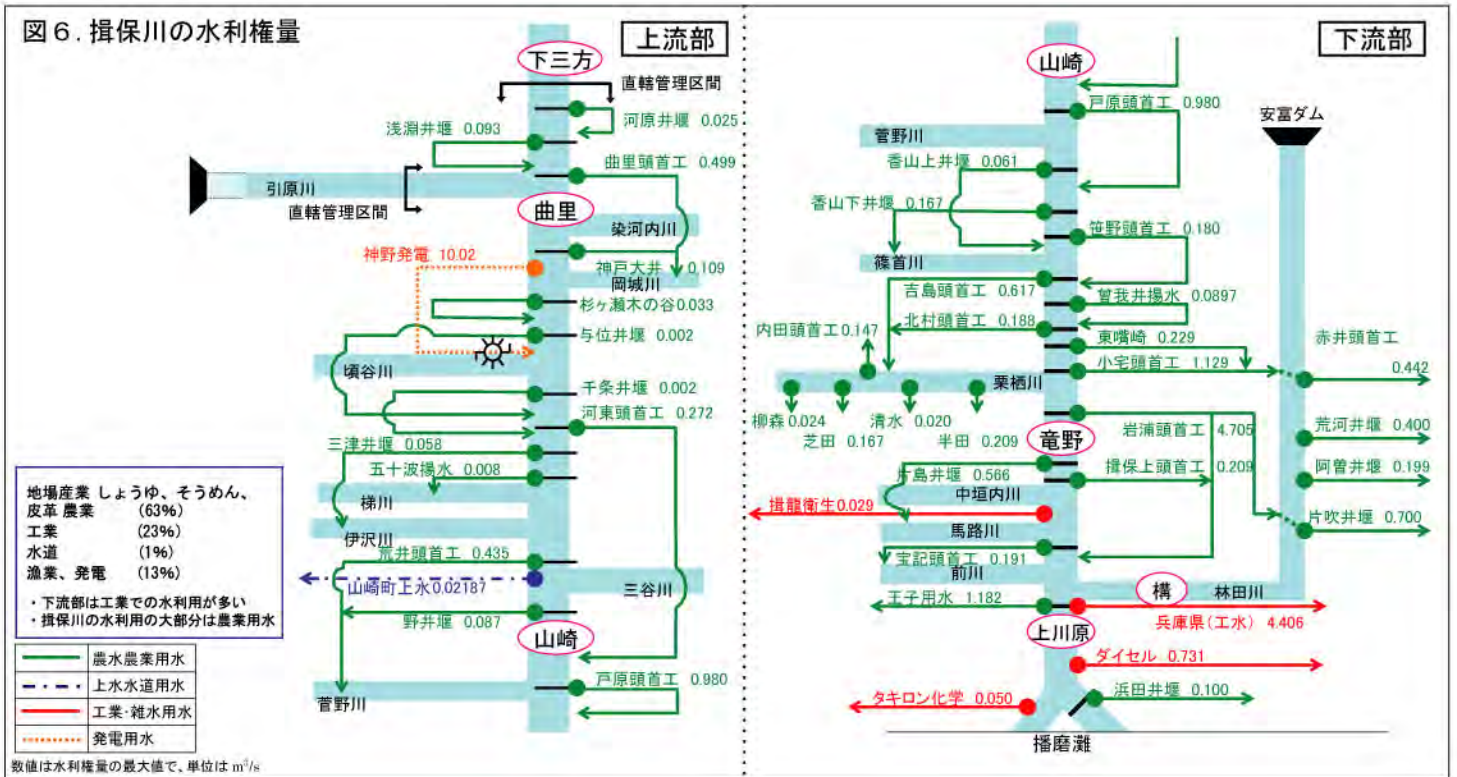 図6.揖保川の水利権量
上流部
下三方
直轄管理区間
河原井堰 0.025
浅淵井堰 0.093
曲里頭首工 0.499
引原川
直轄管理区間
曲里
染河内川
神野発電 10.02
神戸大井 0.109
岡城川
杉ヶ瀬木の谷0.033
与位井堰 0.002
頃谷川
千条井堰 0.002
河東頭首工 0.272
三津井堰 0.058
五十波揚水 0.008
梯川
伊沢川
荒井頭首工 0.435
山崎町上水0.02187
三谷川
野井堰 0.087
山崎
戸原頭首工 0.980
菅野川
地場産業 しょうゆ、そうめん、
皮革 農業 (63%)
工業 (23%)
水道 (1%)
漁業、発電 (13%)
・下流部は工業での水利用が多い
・揖保川の水利用の大部分は農業用水
農水農業用水
上水水道用水
工業・雑水用水
発電用水
数値は水利権量の最大値で、単位は m³/s
下流部
山崎
戸原頭首工 0.980
安富ダム
菅野川
香山上井堰 0.061
香山下井堰 0.167
笹野頭首工 0.180
篠首川
吉島頭首工 0.617
曽我井揚水 0.0897
北村頭首工 0.188
内田頭首工 0.147
東嘴崎 0.229
赤井頭首工
0.442
小宅頭首工 1.129
栗栖川
柳森 0.024
清水 0.020
芝田 0.167
半田 0.209
竜野
岩浦頭首工 4.705
荒河井堰 0.400
片島井堰 0.566
揖保上頭首工 0.209
阿曽井堰 0.199
中垣内川
揖龍衛生0.029
片吹井堰 0.700
馬路川
宝記頭首工 0.191
前川
構
林田川
王子用水 1.182
兵庫県(工水) 4.406
上川原
ダイセル 0.731
タキロン化学 0.050
浜田井堰 0.100
播磨灘